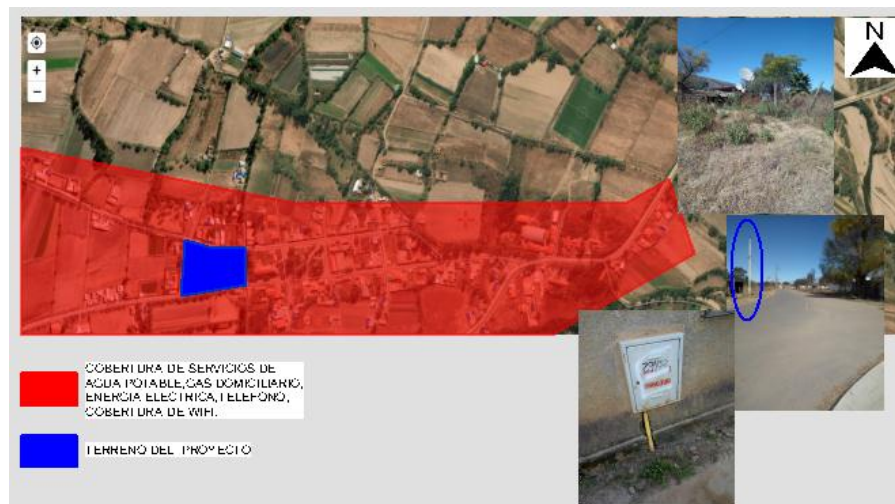 N
+
−
COBERTURA DE SERVICIOS DE
AGUA POTABLE,GAS DOMICILIARIO,
ENERGIA ELECTRICA,TELEFONO,
COBERTURA DE WIFI.
TERRENO DEL PROYECTO